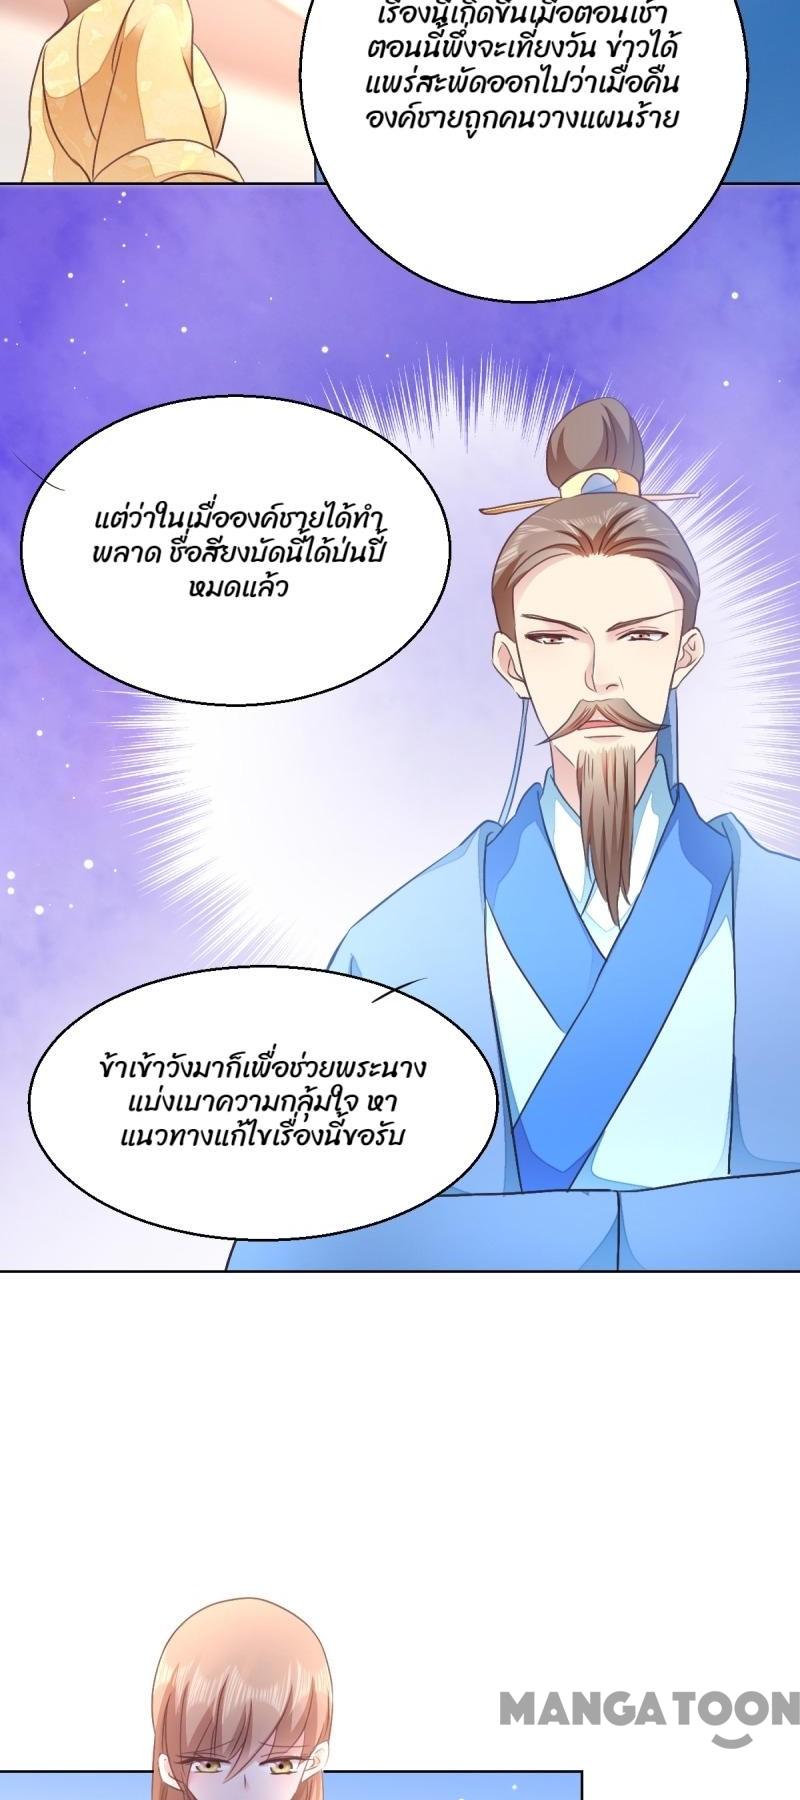 เรื่องนี้เกิดขึ้นเมื่อตอนเช้า
ตอนนี้พึ่งจะเที่ยงวัน ข่าวได้
แพร่สะพัดออกไปว่าเมื่อคืน
องค์ชายถูกคนวางแผนร้าย
แต่ว่าในเมื่อองค์ชายได้ทำ
พลาด ชื่อสียงบัดนี้ได้ป่นปี้
หมดแล้ว
ข้าเข้าวังมาก็เพื่อช่วยพระนาง
แบ่งเบาความกลุ้มใจ หา
แนวทางแก้ไขเรื่องนี้ขอรับ
MANGATOON